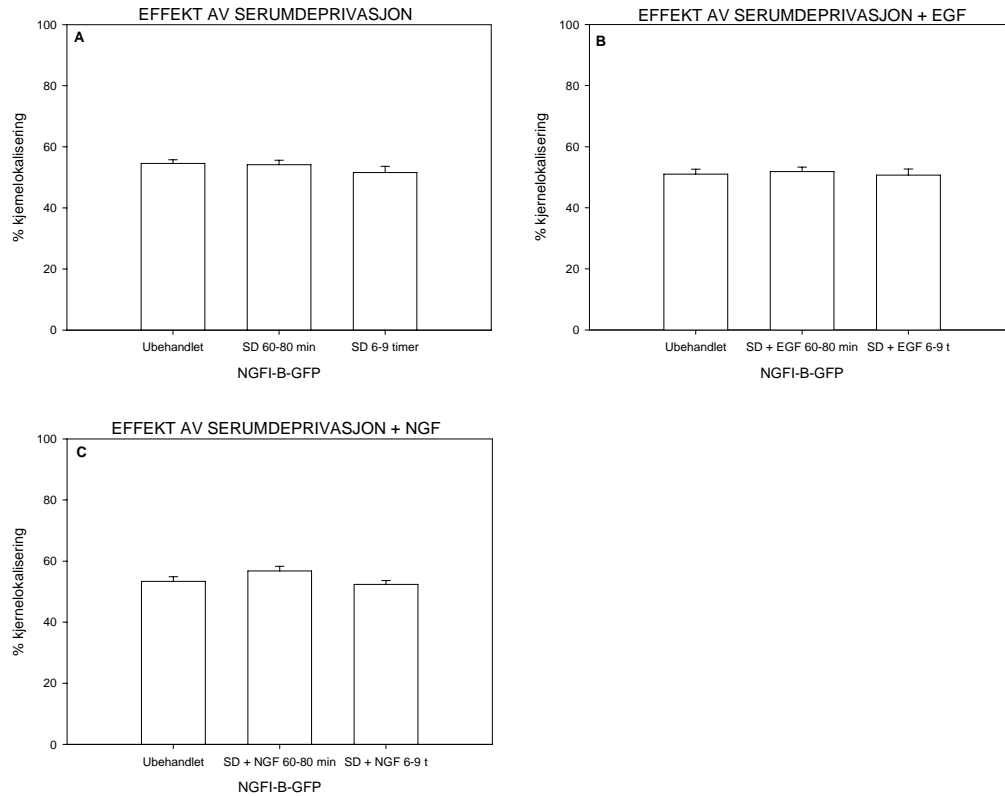 EFFEKT AV SERUMDEPRIVASJON
A
100
80
60
40
20
0
% kjernelokalisering
Ubehandlet SD 60-80 min SD 6-9 timer
NGFI-B-GFP
EFFEKT AV SERUMDEPRIVASJON + EGF
B
100
80
60
40
20
0
% kjernelokalisering
Ubehandlet SD + EGF 60-80 min SD + EGF 6-9 t
NGFI-B-GFP
EFFEKT AV SERUMDEPRIVASJON + NGF
C
100
80
60
40
20
0
% kjernelokalisering
Ubehandlet SD + NGF 60-80 min SD + NGF 6-9 t
NGFI-B-GFP